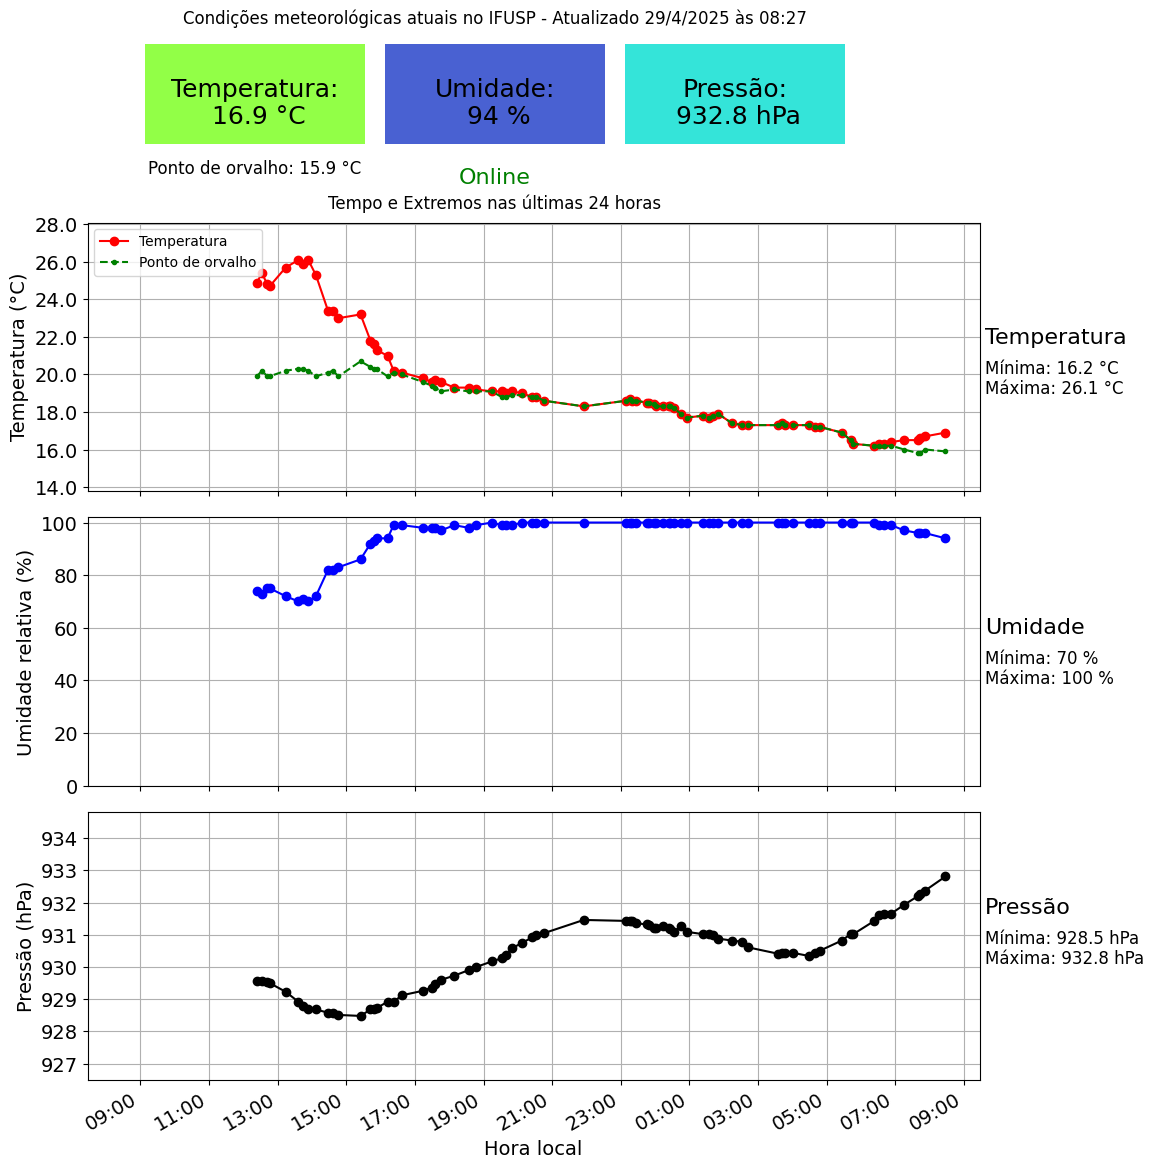 Condições meteorológicas atuais no IFUSP - Atualizado 29/4/2025 às 08:27
Temperatura:
16.9 °C
Umidade:
94 %
Pressão:
932.8 hPa
Ponto de orvalho: 15.9 °C
Online
Tempo e Extremos nas últimas 24 horas
Temperatura (°C)
28.0
26.0
24.0
22.0
20.0
18.0
16.0
14.0
Temperatura
Ponto de orvalho
Temperatura
Mínima: 16.2 °C
Máxima: 26.1 °C
Umidade relativa (%)
100
80
60
40
20
0
Umidade
Mínima: 70 %
Máxima: 100 %
Pressão (hPa)
934
933
932
931
930
929
928
927
Pressão
Mínima: 928.5 hPa
Máxima: 932.8 hPa
09:00 11:00 13:00 15:00 17:00 19:00 21:00 23:00 01:00 03:00 05:00 07:00 09:00
Hora local